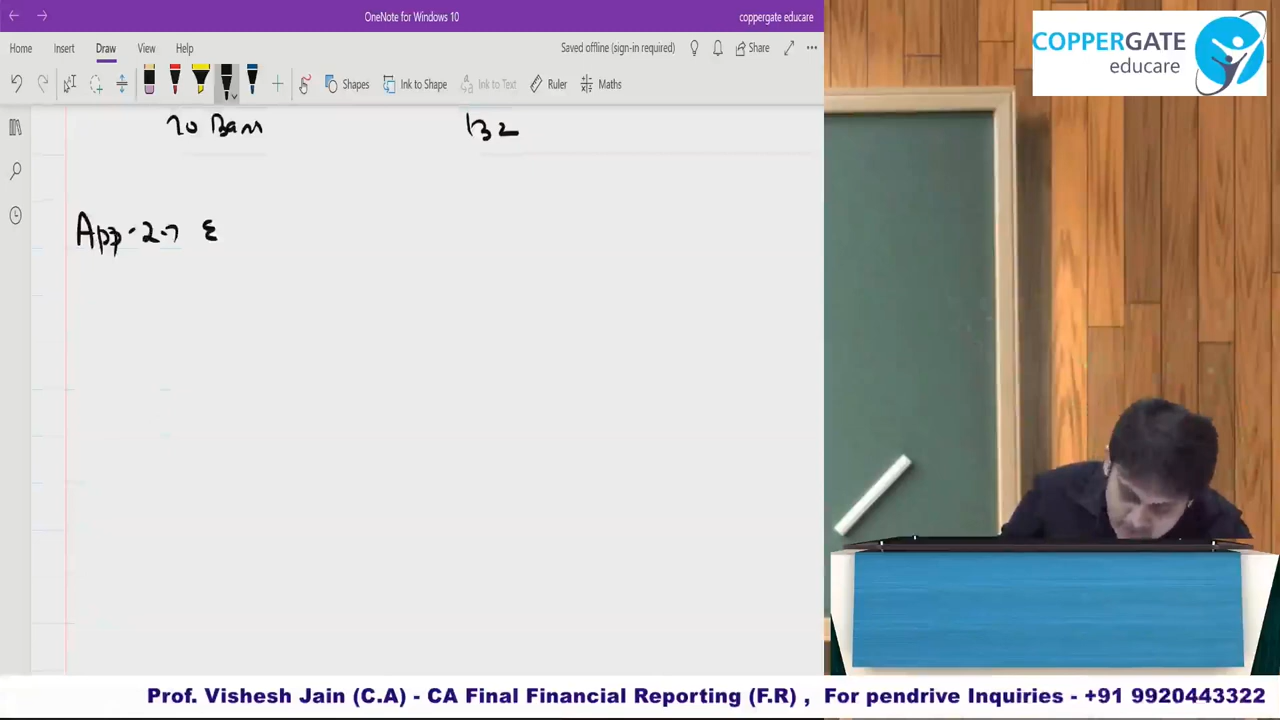 OneNote for Windows 10
coppergate educare
Home Insert Draw View Help
Saved offline (sign-in required)
Share
Shapes
Ink to Shape
Ink to Text
Ruler
Maths
COPPERGATE
educare
20 Bam
132
App-2.7 ε
Prof. Vishesh Jain (C.A) - CA Final Financial Reporting (F.R) , For pendrive Inquiries - +91 9920443322